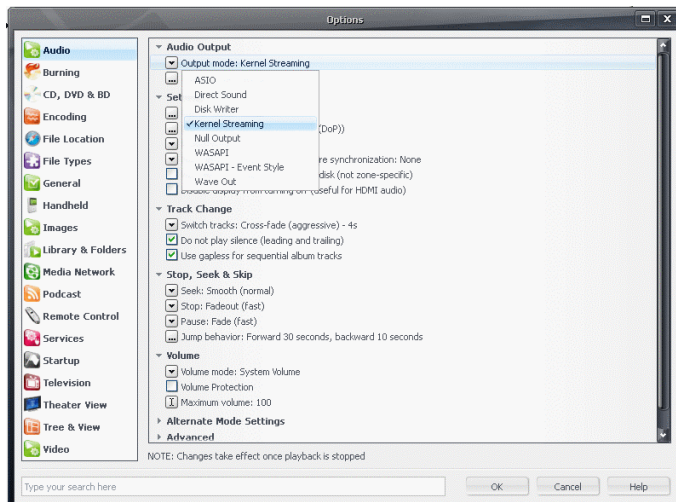 Options
Audio
Burning
CD, DVD & BD
Encoding
File Location
File Types
General
Handheld
Images
Library & Folders
Media Network
Podcast
Remote Control
Services
Startup
Television
Theater View
Tree & View
Video
Audio Output
Output mode: Kernel Streaming
ASIO
Direct Sound
Disk Writer
Kernel Streaming
Null Output
WASAPI
WASAPI - Event Style
Wave Out
Set
(DoP))
re synchronization: None
disk (not zone-specific)
Disable display from turning off (useful for HDMI audio)
Track Change
Switch tracks: Cross-fade (aggressive) - 4s
Do not play silence (leading and trailing)
Use gapless for sequential album tracks
Stop, Seek & Skip
Seek: Smooth (normal)
Stop: Fadeout (fast)
Pause: Fade (fast)
Jump behavior: Forward 30 seconds, backward 10 seconds
Volume
Volume mode: System Volume
Volume Protection
Maximum volume: 100
Alternate Mode Settings
Advanced
NOTE: Changes take effect once playback is stopped
Type your search here
OK
Cancel
Help